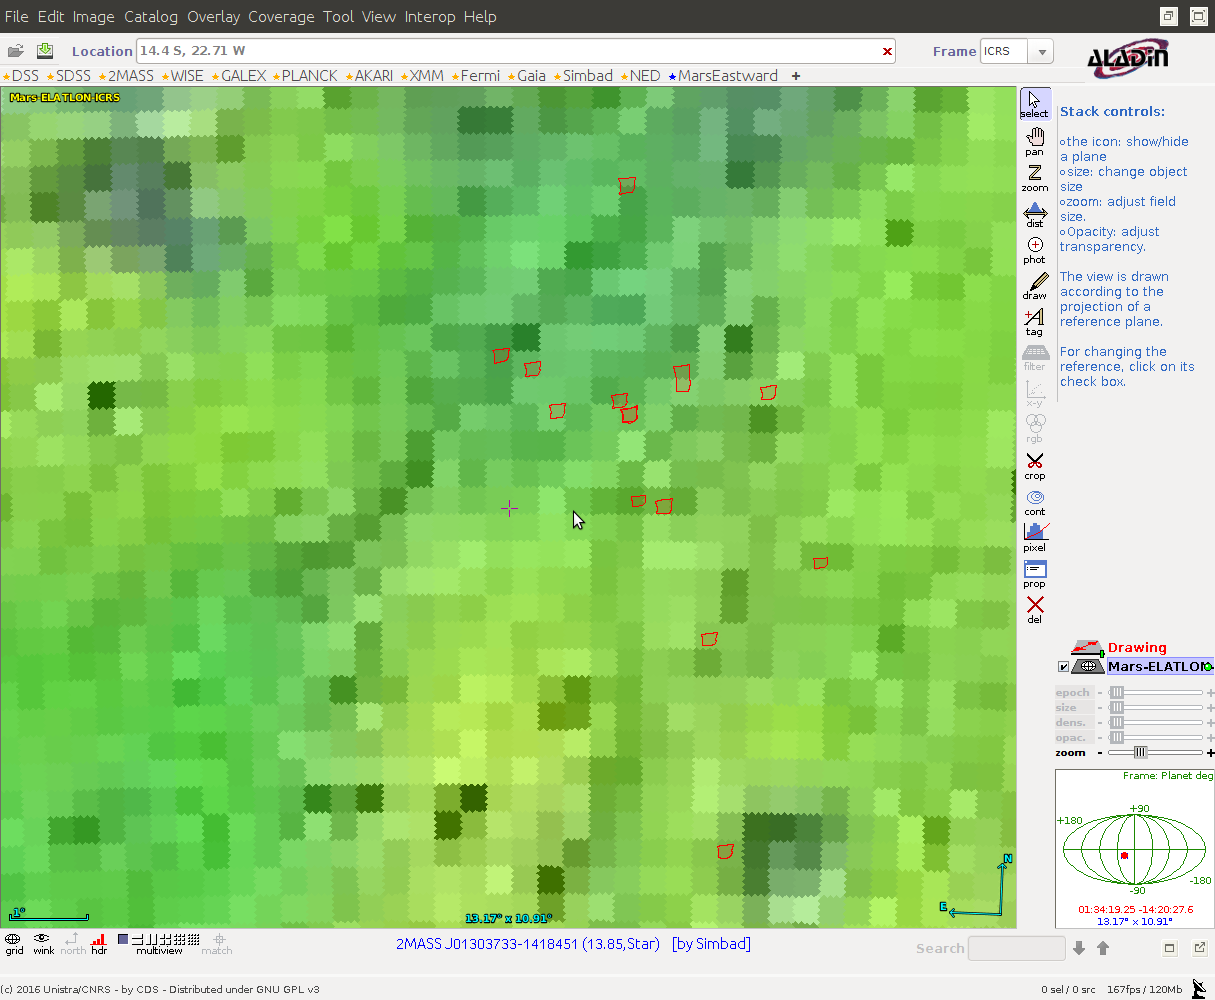 File Edit Image Catalog Overlay Coverage Tool View Interop Help
Location 14.4 S, 22.71 W Frame ICRS ALADIN
DSS SDSS 2MASS WISE GALEX PLANCK AKARI XMM Fermi Gaia Simbad NED MarsEastward +
Mars-ELATLON-ICRS
select
pan
zoom
dist
phot
draw
tag
filter
x-y
rgb
crop
cont
pixel
prop
del
Stack controls:
the icon: show/hide
a plane
size: change object
size
zoom: adjust field
size.
Opacity: adjust
transparency.
The view is drawn
according to the
projection of a
reference plane.
For changing the
reference, click on its
check box.
Drawing
Mars-ELATLON
epoch - +
size - +
dens. - +
opac. - +
zoom - +
Frame: Planet deg
+90
+180
-180
-90
01:34:19.25 -14:20:27.6
13.17° x 10.91°
N
E
1°
13.17° x 10.91°
grid wink north hdr multiview match
2MASS J01303733-1418451 (13.85,Star) [by Simbad]
Search
(c) 2016 Unistra/CNRS - by CDS - Distributed under GNU GPL v3
0 sel / 0 src 167fps / 120Mb